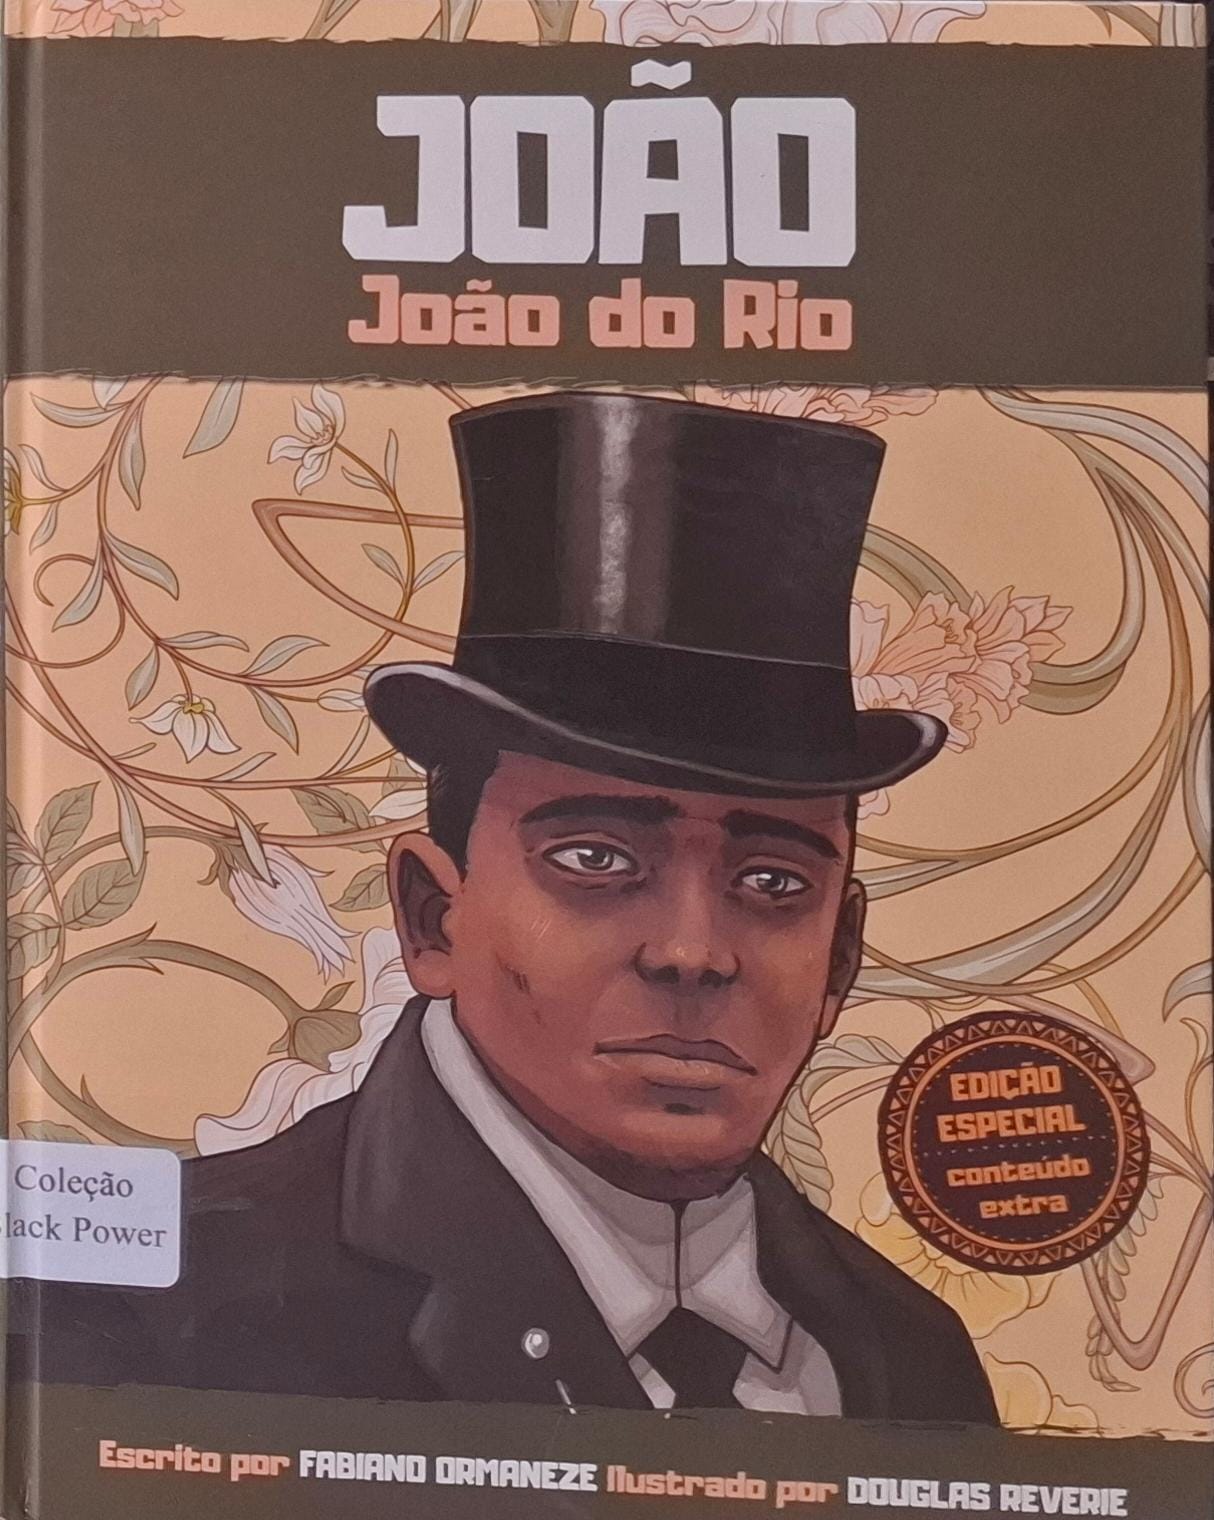 JOÃO
João do Rio
EDIÇÃO
ESPECIAL
conteúdo
extra
Coleção
lack Power
Escrito por FABIANO ORMANEZE Ilustrado por DOUGLAS REVERIE